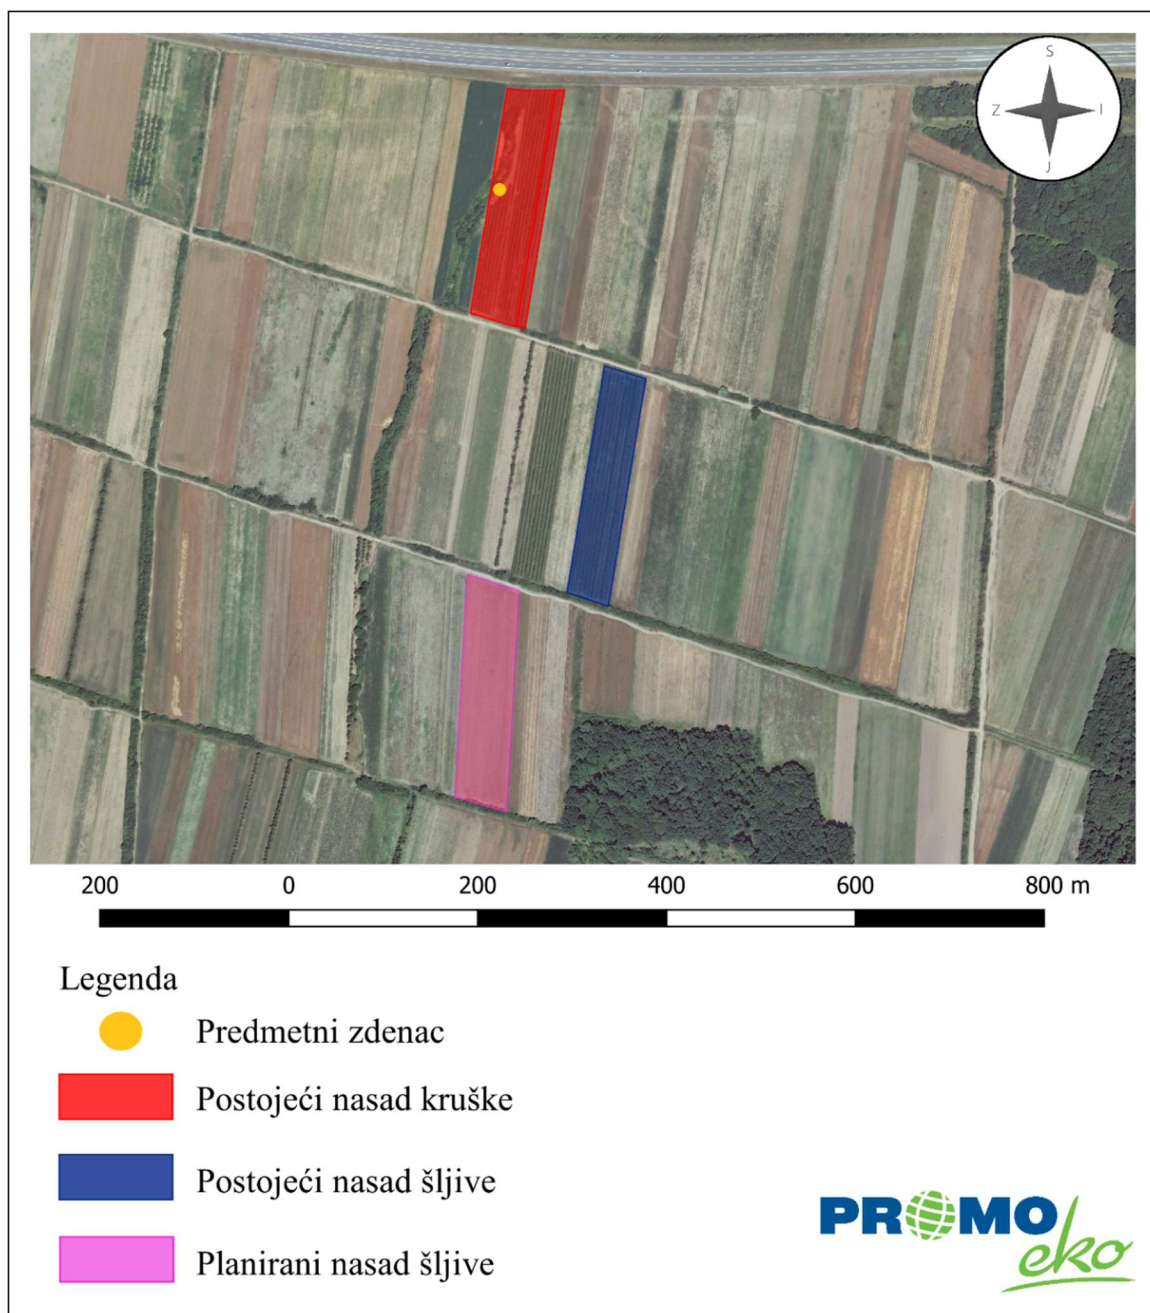 S
Z I
J
200 0 200 400 600 800 m
Legenda
Predmetni zdenac
Postojeći nasad kruške
Postojeći nasad šljive
Planirani nasad šljive
PROMO
eko